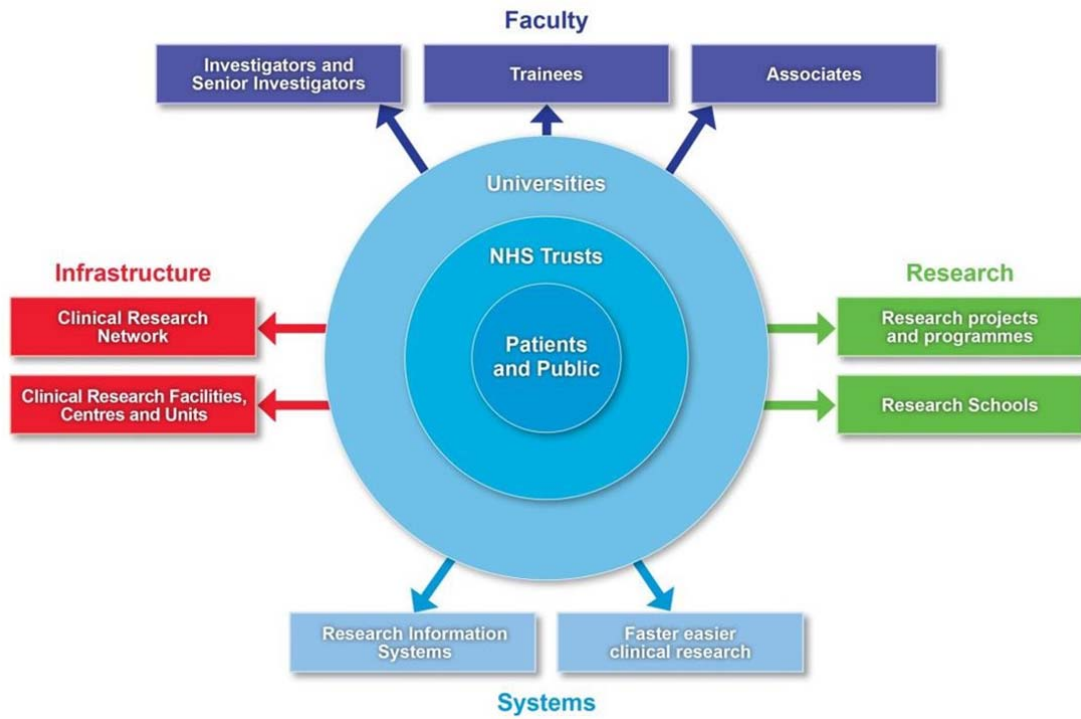 Faculty
Investigators and
Senior Investigators
Trainees
Associates
Universities
NHS Trusts
Patients
and Public
Infrastructure
Clinical Research
Network
Clinical Research Facilities,
Centres and Units
Research
Research projects
and programmes
Research Schools
Research Information
Systems
Faster easier
clinical research
Systems